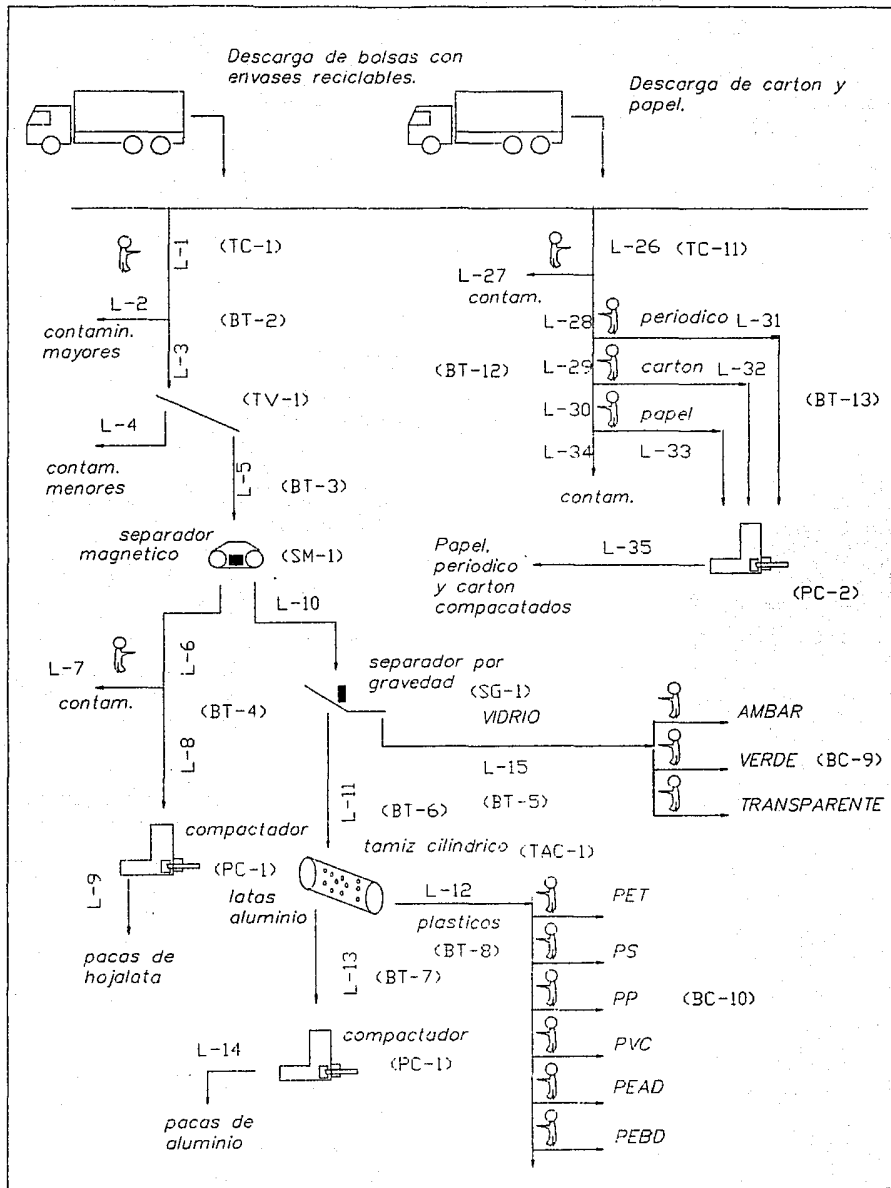 Descarga de bolsas con
envases reciclables.
Descarga de carton y
papel.
L-1
(TC-1)
L-2
contamin.
mayores
(BT-2)
L-3
(TV-1)
L-4
contam.
menores
L-5
(BT-3)
separador
magnetico
(SM-1)
L-10
L-6
L-7
contam.
(BT-4)
L-8
separador por
gravedad
(SG-1)
VIDRIO
L-15
(BT-5)
AMBAR
VERDE (BC-9)
TRANSPARENTE
L-11
(BT-6)
compactador
(PC-1)
L-9
pacas de
hojalata
tamiz cilindrico (TAC-1)
latas
aluminio
L-12
plasticos
(BT-8)
L-13
(BT-7)
compactador
(PC-1)
L-14
pacas de
aluminio
PET
PS
PP (BC-10)
PVC
PEAD
PEBD
L-26 (TC-11)
L-27
contam.
L-28
periodico L-31
(BT-12)
L-29
carton L-32
(BT-13)
L-30
papel
L-34
L-33
contam.
L-35
Papel,
periodico
y carton
compacatados
(PC-2)